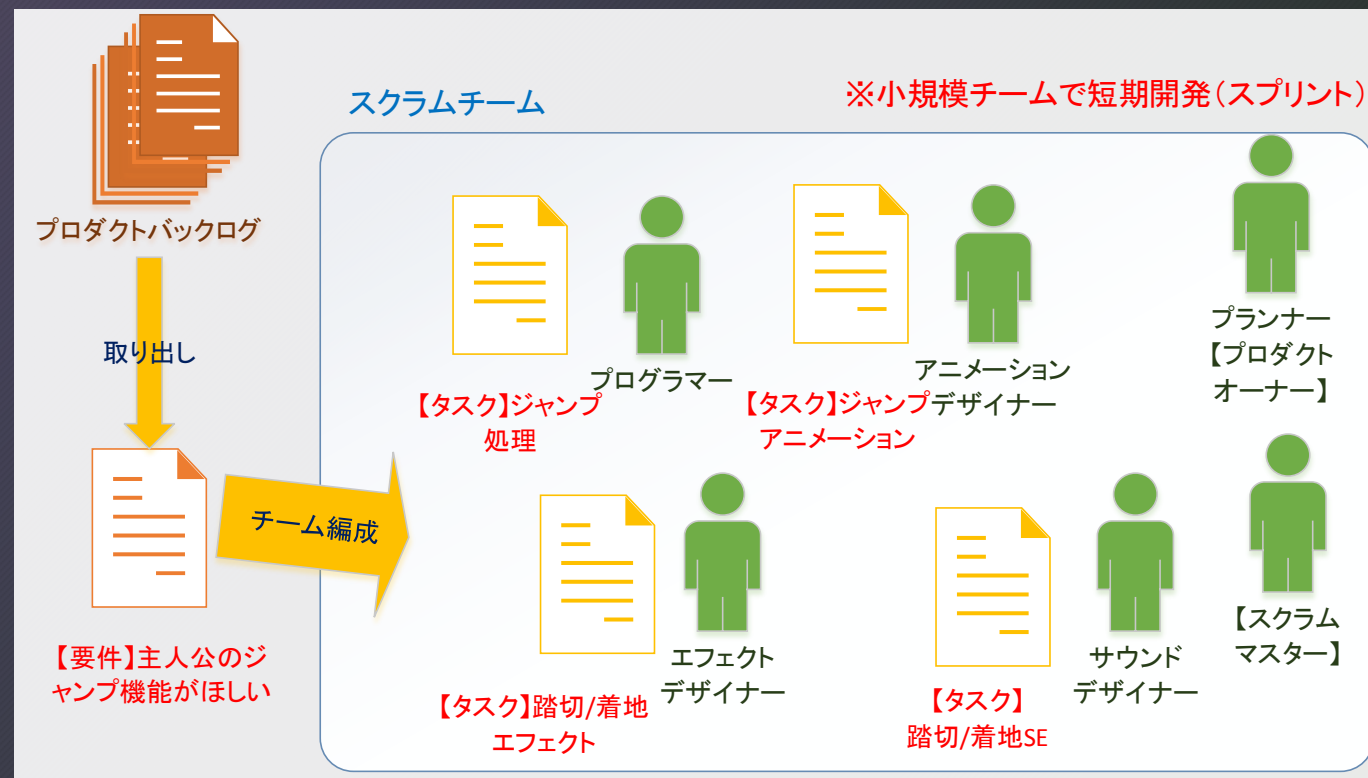 スクラムチーム
※小規模チームで短期開発（スプリント）
プロダクトバックログ
取り出し
【要件】主人公のジ
ャンプ機能がほしい
チーム編成
プログラマー
【タスク】ジャンプ
処理
アニメーション
デザイナー
【タスク】ジャンプ
アニメーション
プランナー
【プロダクト
オーナー】
エフェクト
デザイナー
【タスク】踏切/着地
エフェクト
サウンド
デザイナー
【タスク】
踏切/着地SE
【スクラム
マスター】